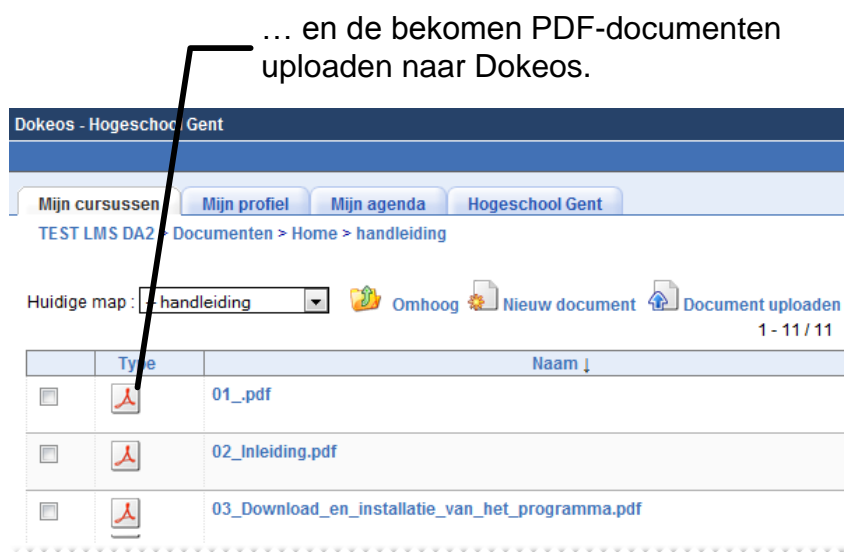 … en de bekomen PDF-documenten
uploaden naar Dokeos.
Dokeos - Hogeschool Gent
Mijn cursussen Mijn profiel Mijn agenda Hogeschool Gent
TEST LMS DA2 > Documenten > Home > handleiding
Huidige map : - handleiding Omhoog Nieuw document Document uploaden
1 - 11 / 11
Type Naam ↓
01_.pdf
02_Inleiding.pdf
03_Download_en_installatie_van_het_programma.pdf